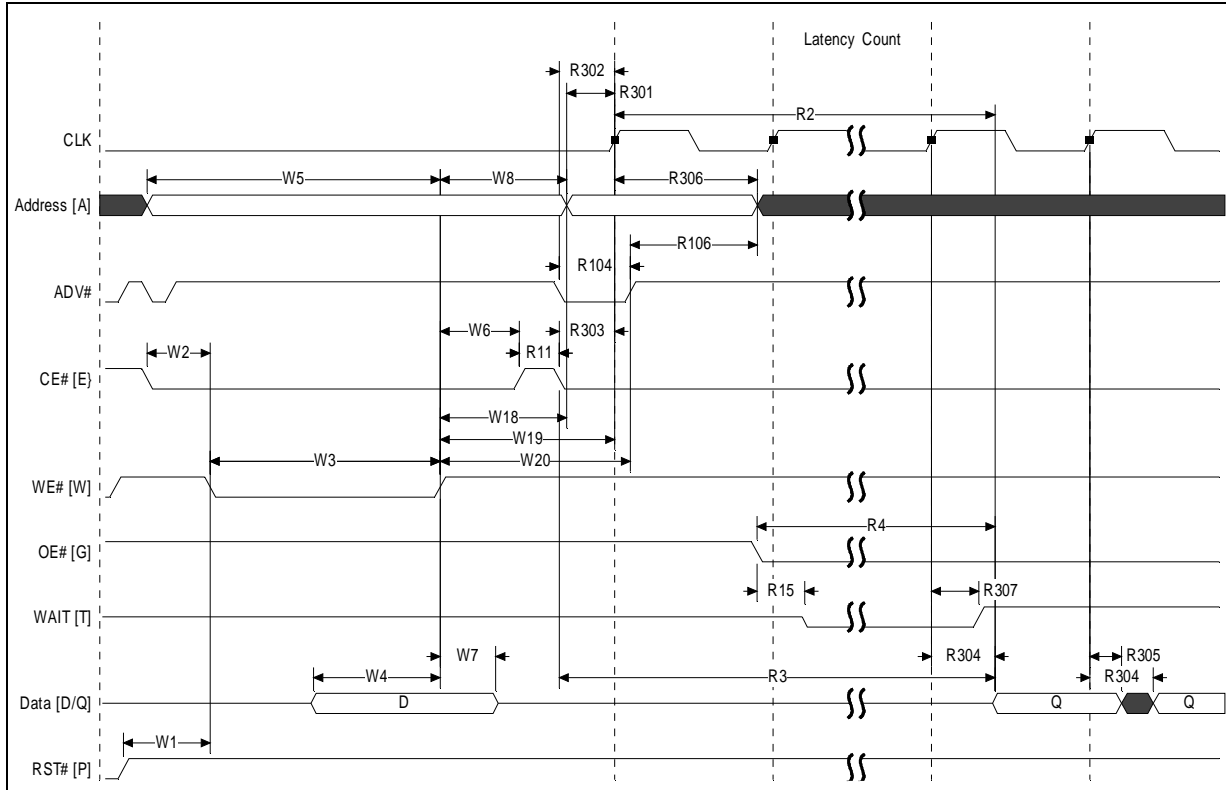 Latency Count
R302
R301
R2
CLK
W5
W8
R306
Address [A]
R106
R104
ADV#
W6
R303
W2
R11
CE# [E}
W18
W19
W3
W20
WE# [W]
R4
OE# [G]
R15
R307
WAIT [T]
W7
R304
R305
W4
R3
R304
Data [D/Q]
D
Q
Q
W1
RST# [P]